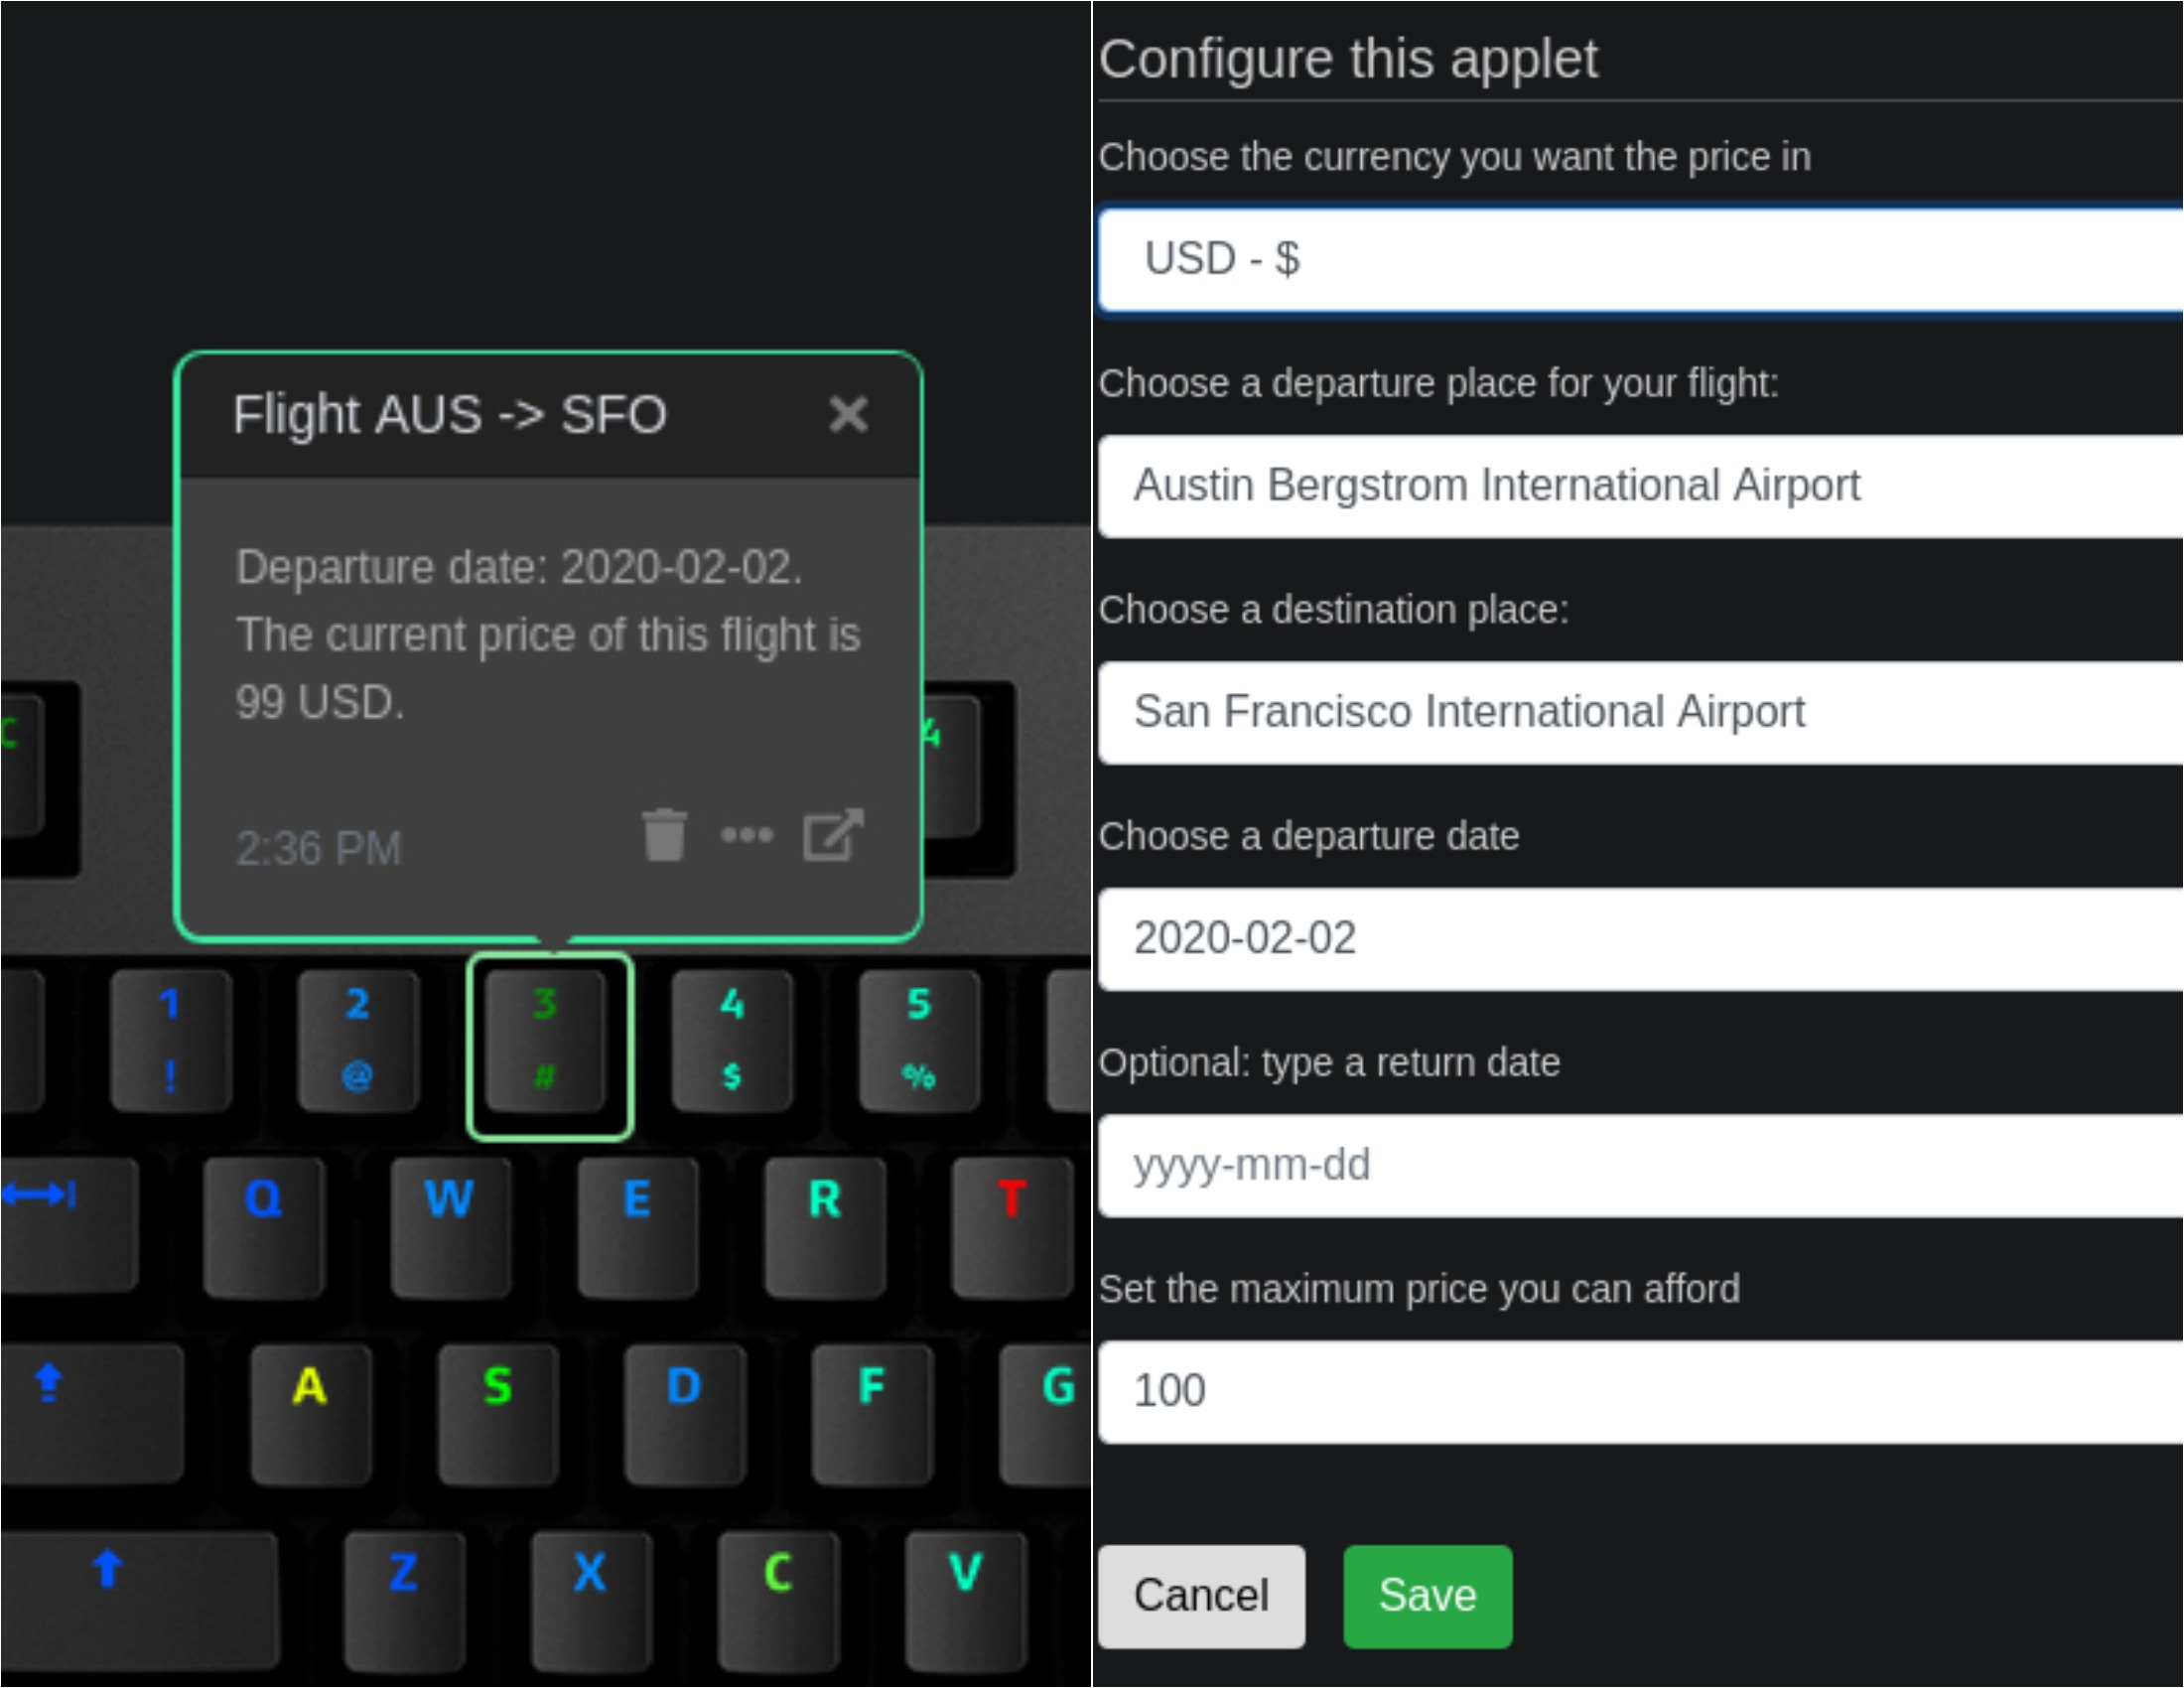 Flight AUS -> SFO
Departure date: 2020-02-02.
The current price of this flight is
99 USD.
2:36 PM
C
4
1 2 3 4 5
! @ # $ %
Q W E R T
A S D F G
Z X C V
Configure this applet
Choose the currency you want the price in
USD - $
Choose a departure place for your flight:
Austin Bergstrom International Airport
Choose a destination place:
San Francisco International Airport
Choose a departure date
2020-02-02
Optional: type a return date
yyyy-mm-dd
Set the maximum price you can afford
100
Cancel Save